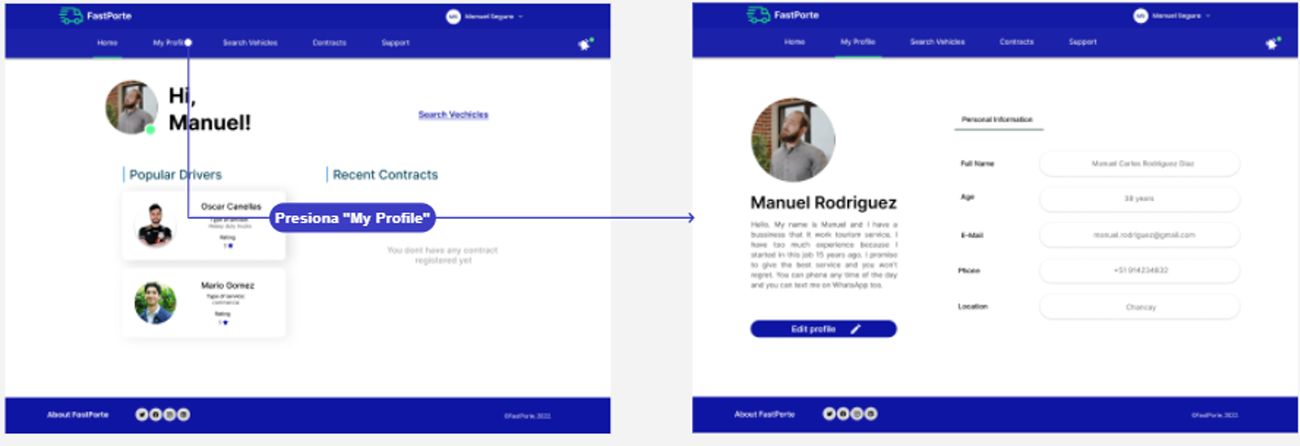 FastPorte
MS Manuel Segura
Home My Profile Search Vehicles Contracts Support
Hi,
Manuel!
Search Vechicles
Popular Drivers
Recent Contracts
Oscar Canellas
Type of service:
Heavy duty trucks
Rating
5
Mario Gomez
Type of service:
commercial
Rating
5
You dont have any contract
registered yet
Presiona "My Profile"
About FastPorte
©FastPorte, 2022.
FastPorte
MS Manuel Segura
Home My Profile Search Vehicles Contracts Support
Manuel Rodriguez
Hello, My name is Manuel and I have a
bussiness that it work tourism service. I
have too much experience because I
started in this job 15 years ago. I promise
to give the best service and you won't
regret. You can phone any time of the day
and you can text me on WhatsApp too.
Edit profile
Personal Information
Full Name Manuel Carlos Rodriguez Diaz
Age 38 years
E-Mail manuel.rodriguez@gmail.com
Phone +51 914234832
Location Chancay
About FastPorte
©FastPorte, 2022.